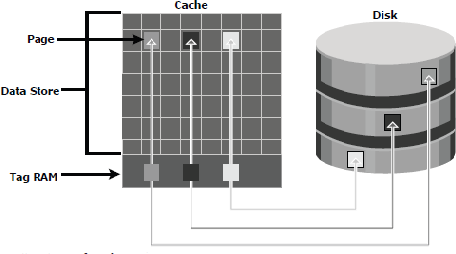 Cache
Disk
Page
Data Store
Tag RAM